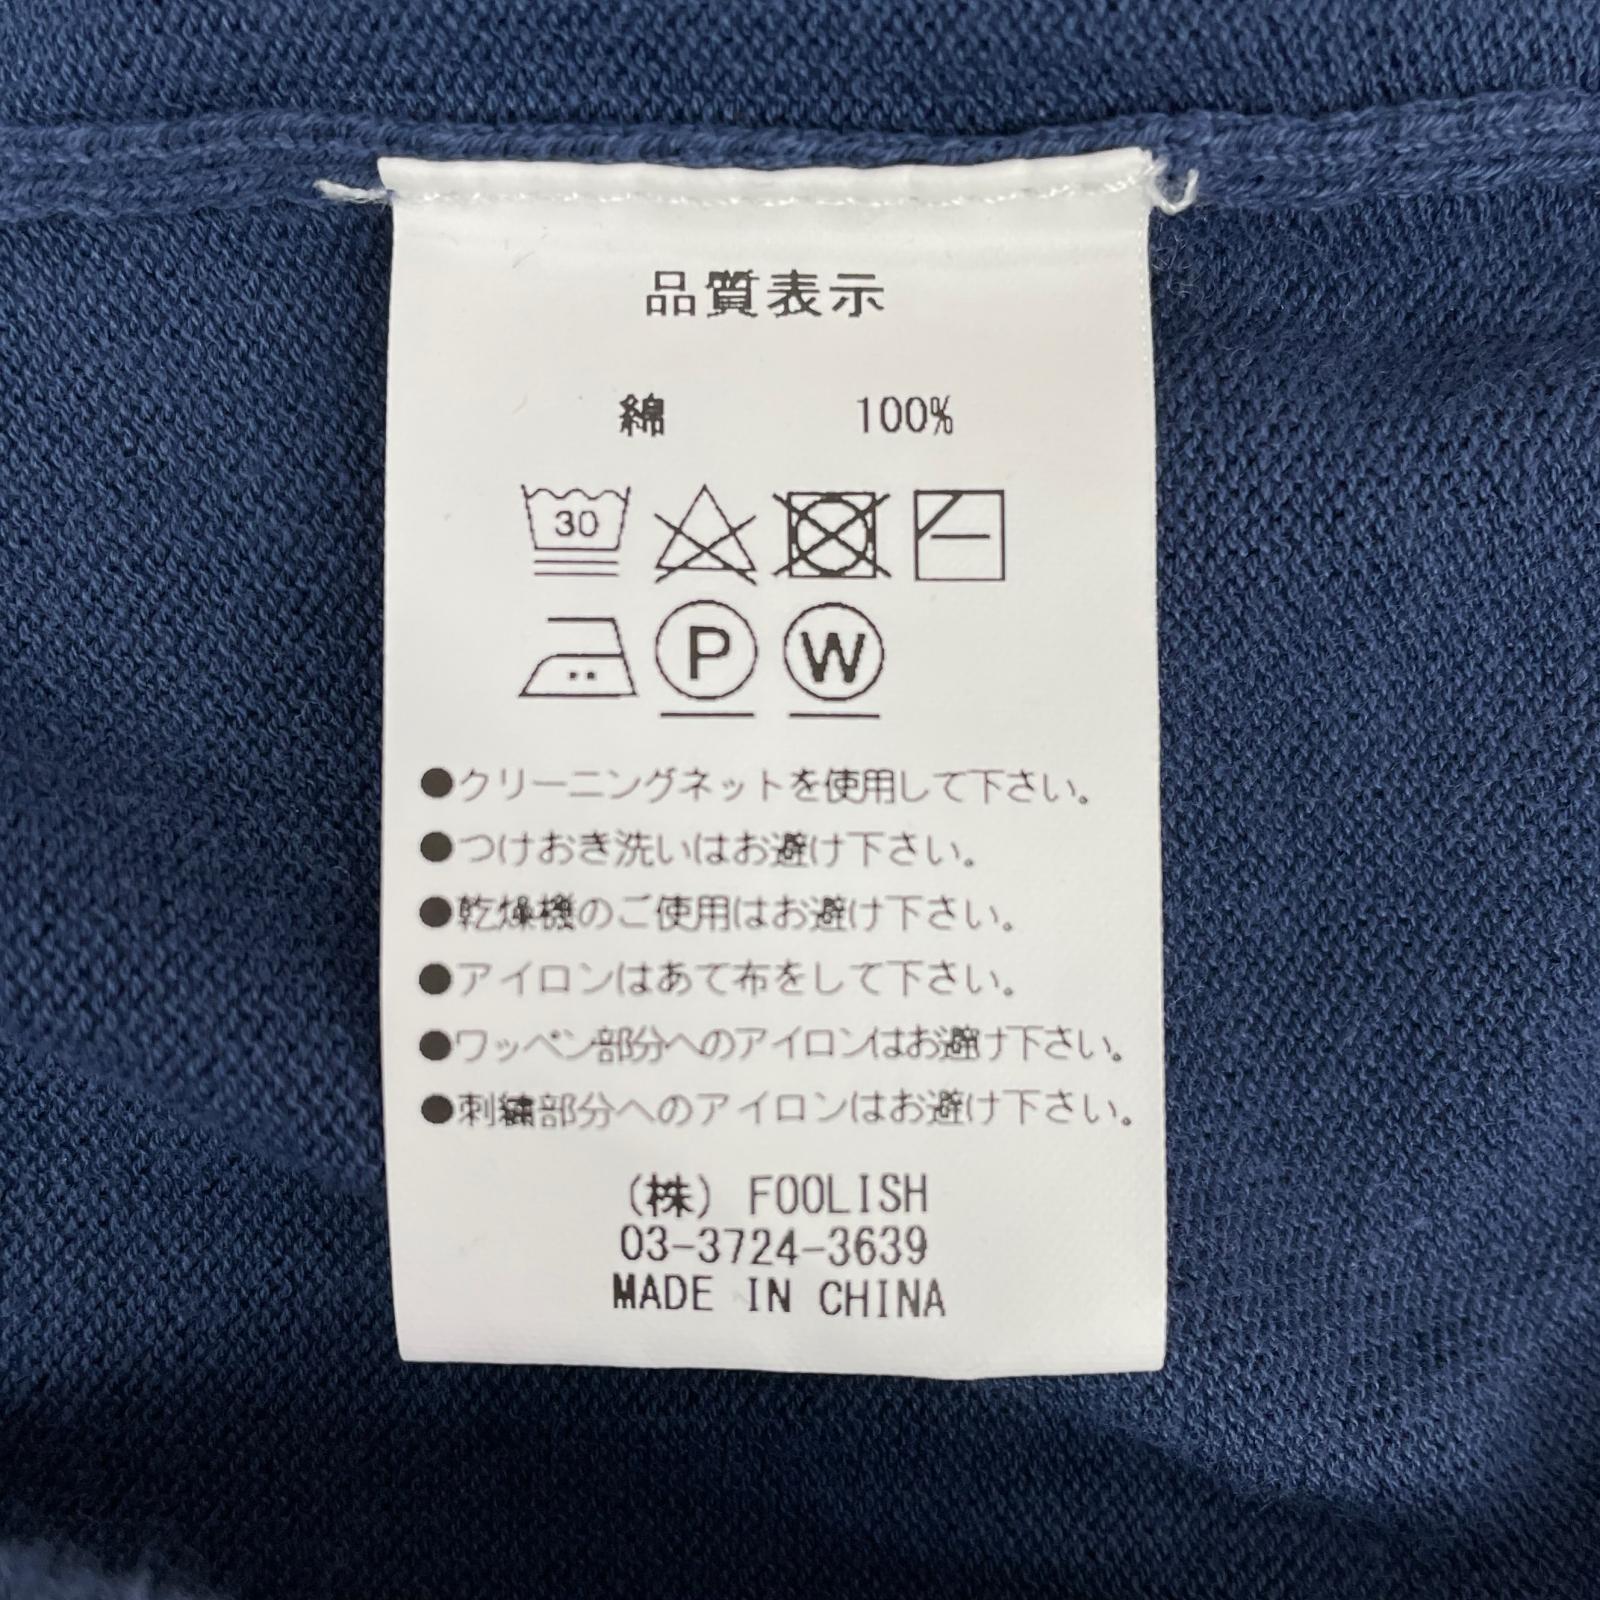 品質表示
綿 100%
30
P W
●クリーニングネットを使用して下さい。
●つけおき洗いはお避け下さい。
●乾燥機のご使用はお避け下さい。
●アイロンはあて布をして下さい。
●ワッペン部分へのアイロンはお避け下さい。
●刺繍部分へのアイロンはお避け下さい。
(株) FOOLISH
03-3724-3639
MADE IN CHINA